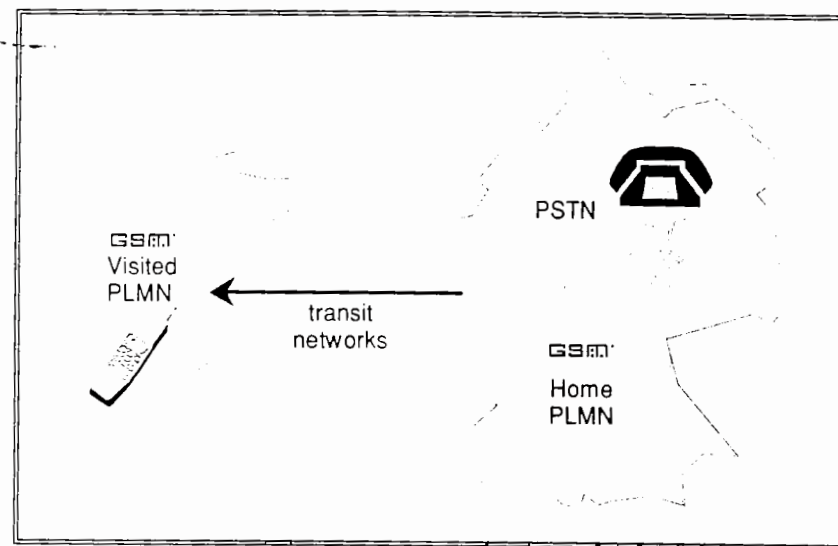 PSTN
GSM
Visited
PLMN
transit
networks
GSM
Home
PLMN